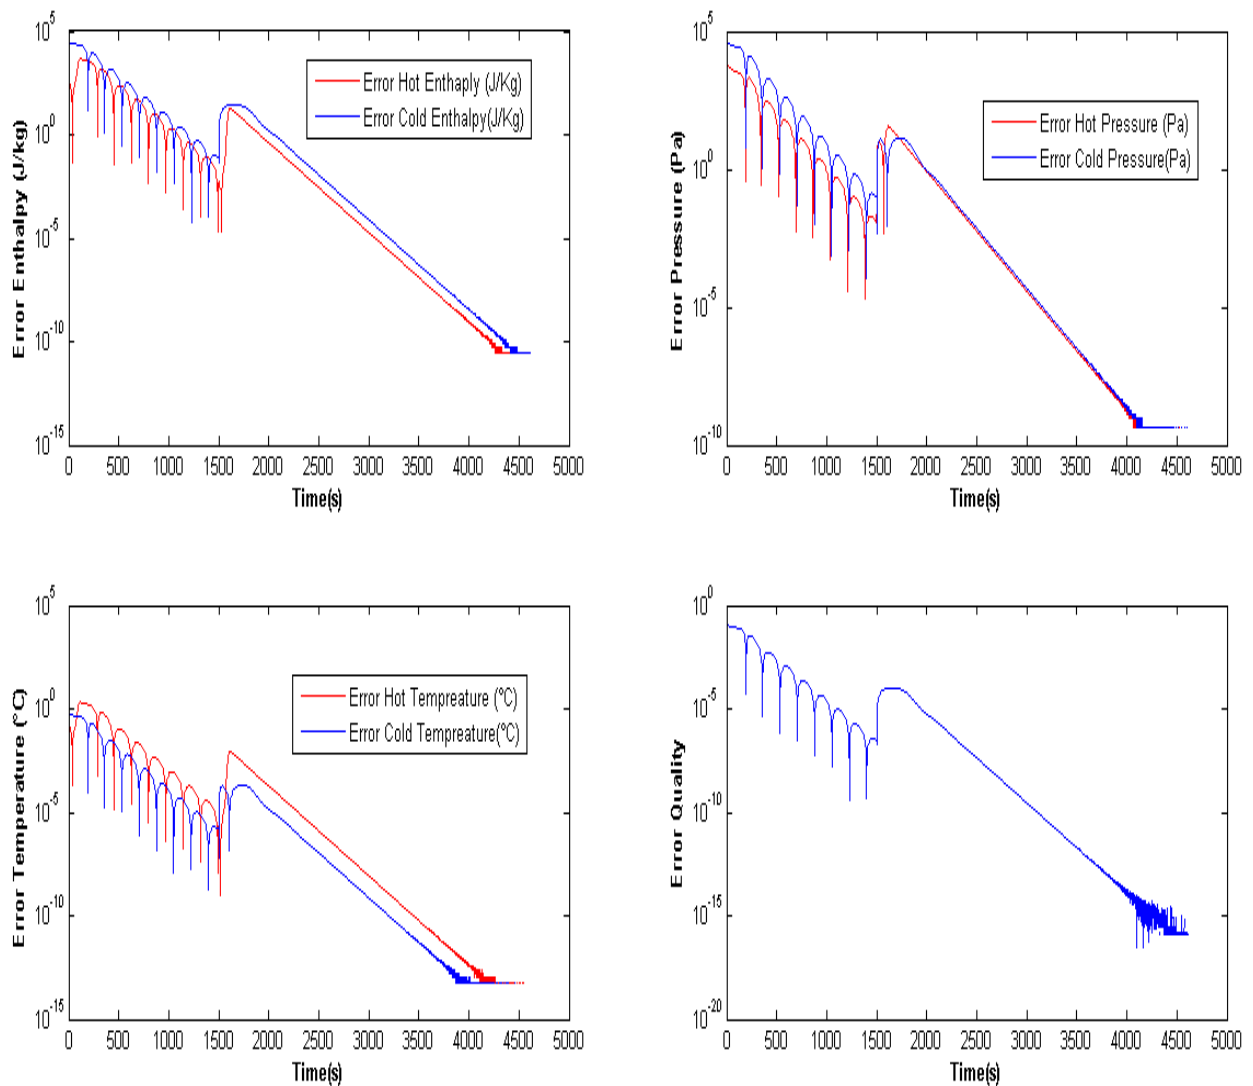 10^5
10^0
10^-5
10^-10
10^-15
Error Enthalpy (J/kg)
Error Hot Enthaply (J/Kg)
Error Cold Enthalpy(J/Kg)
0 500 1000 1500 2000 2500 3000 3500 4000 4500 5000
Time(s)
10^5
10^0
10^-5
10^-10
Error Pressure (Pa)
Error Hot Pressure (Pa)
Error Cold Pressure(Pa)
0 500 1000 1500 2000 2500 3000 3500 4000 4500 5000
Time(s)
10^5
10^0
10^-5
10^-10
10^-15
Error Temperature (°C)
Error Hot Tempreature (°C)
Error Cold Tempreature(°C)
0 500 1000 1500 2000 2500 3000 3500 4000 4500 5000
Time(s)
10^0
10^-5
10^-10
10^-15
10^-20
Error Quality
0 500 1000 1500 2000 2500 3000 3500 4000 4500 5000
Time(s)